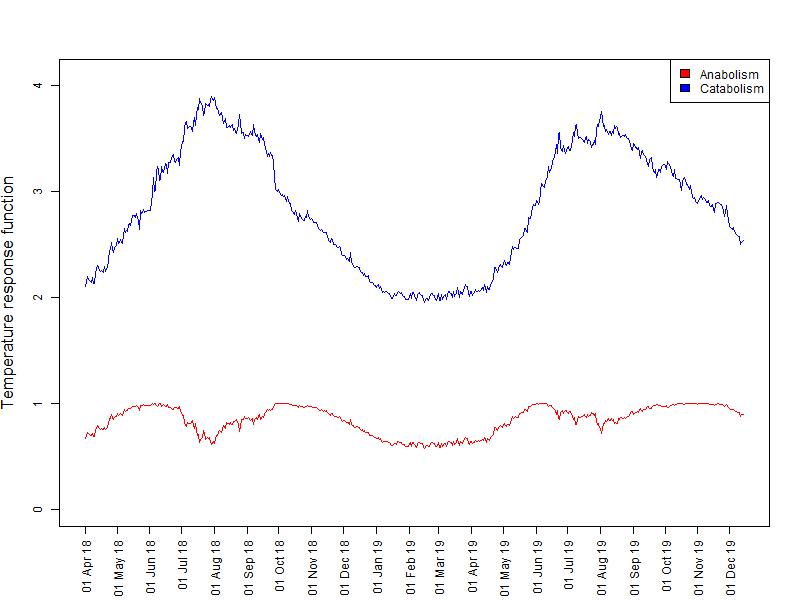 Temperature response function
4
3
2
1
0
Anabolism
Catabolism
01 Apr 18
01 May 18
01 Jun 18
01 Jul 18
01 Aug 18
01 Sep 18
01 Oct 18
01 Nov 18
01 Dec 18
01 Jan 19
01 Feb 19
01 Mar 19
01 Apr 19
01 May 19
01 Jun 19
01 Jul 19
01 Aug 19
01 Sep 19
01 Oct 19
01 Nov 19
01 Dec 19